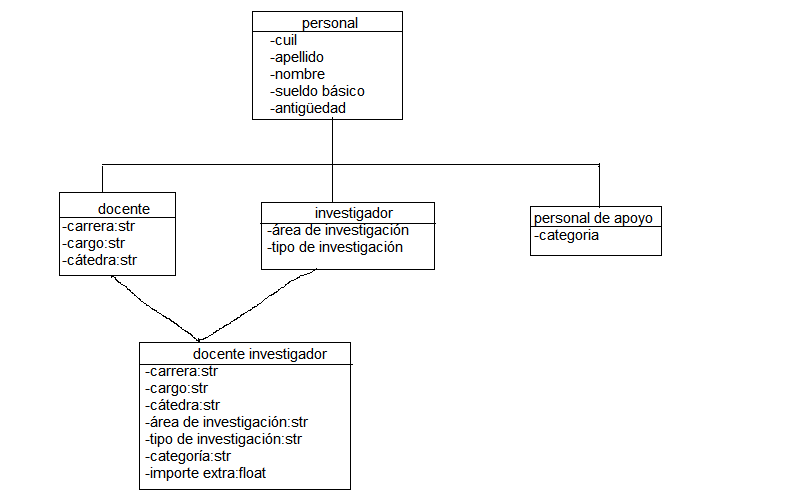 personal
-cuil
-apellido
-nombre
-sueldo básico
-antigüedad
docente
-carrera:str
-cargo:str
-cátedra:str
investigador
-área de investigación
-tipo de investigación
personal de apoyo
-categoria
docente investigador
-carrera:str
-cargo:str
-cátedra:str
-área de investigación:str
-tipo de investigación:str
-categoría:str
-importe extra:float